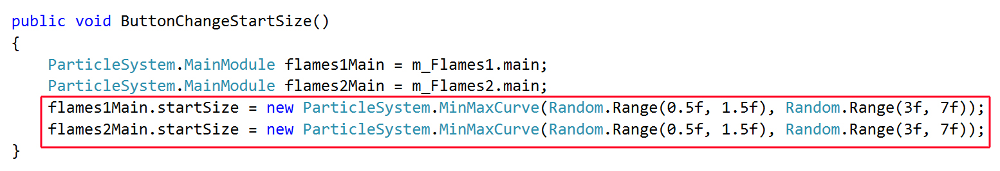 public void ButtonChangeStartSize()
{
ParticleSystem.MainModule flames1Main = m_Flames1.main;
ParticleSystem.MainModule flames2Main = m_Flames2.main;
flames1Main.startSize = new ParticleSystem.MinMaxCurve(Random.Range(0.5f, 1.5f), Random.Range(3f, 7f));
flames2Main.startSize = new ParticleSystem.MinMaxCurve(Random.Range(0.5f, 1.5f), Random.Range(3f, 7f));
}